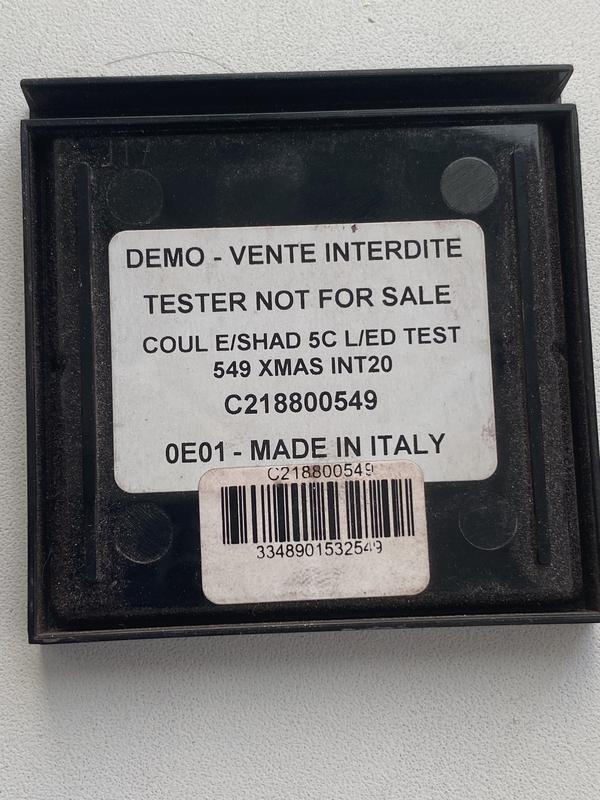 DEMO - VENTE INTERDITE
TESTER NOT FOR SALE
COUL E/SHAD 5C L/ED TEST
549 XMAS INT20
C218800549
0E01 - MADE IN ITALY
C218800549
3348901532549